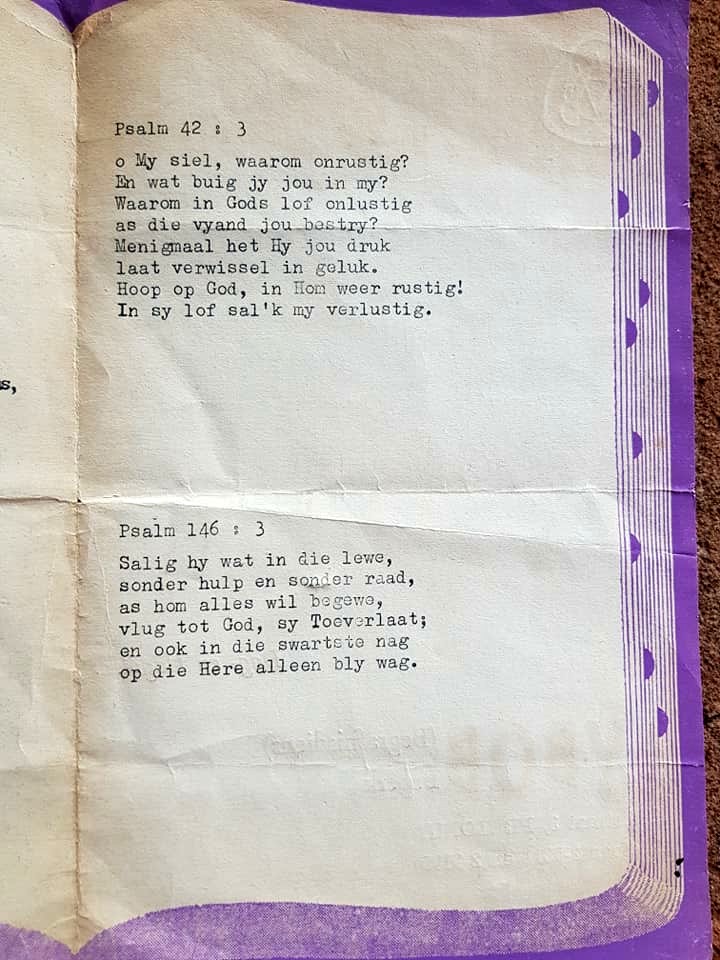 s,
Psalm 42 : 3
o My siel, waarom onrustig?
En wat buig jy jou in my?
Waarom in Gods lof onlustig
as die vyand jou bestry?
Menigmaal het Hy jou druk
laat verwissel in geluk.
Hoop op God, in Hom weer rustig!
In sy lof sal'k my verlustig.
Psalm 146 : 3
Salig hy wat in die lewe,
sonder hulp en sonder raad,
as hom alles wil begewe,
vlug tot God, sy Toeverlaat;
en ook in die swartste nag
op die Here alleen bly wag.